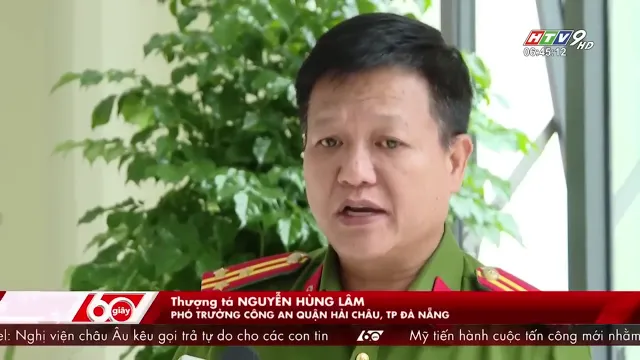 HTV9 HD
06:45:12
60 giây
Thượng tá NGUYỄN HÙNG LÂM
PHÓ TRƯỞNG CÔNG AN QUẬN HẢI CHÂU, TP ĐÀ NẴNG
el: Nghị viện châu Âu kêu gọi trả tự do cho các con tin Mỹ tiến hành cuộc tấn công mới nhằm